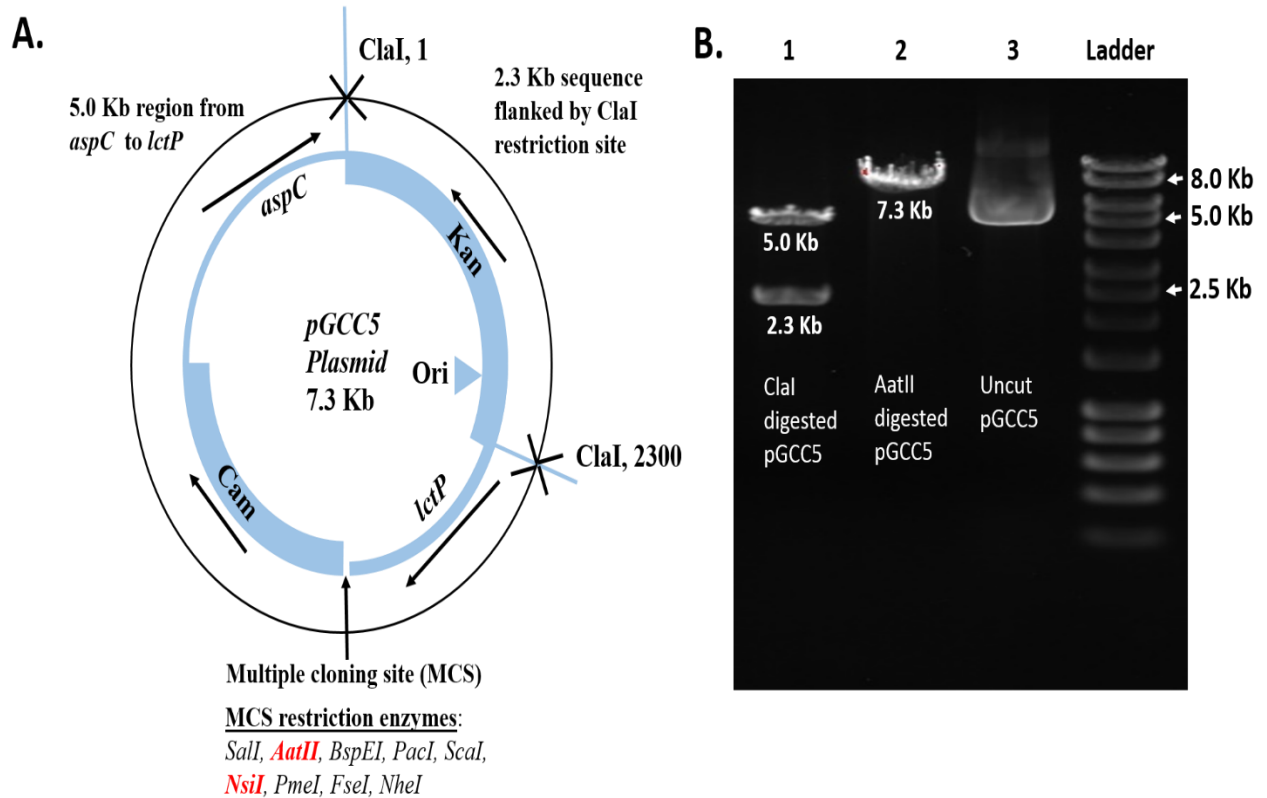 A.
ClaI, 1
5.0 Kb region from
aspC to lctP
2.3 Kb sequence
flanked by ClaI
restriction site
aspC
Kan
pGCC5
Plasmid
7.3 Kb
Ori
ClaI, 2300
lctP
Cam
Multiple cloning site (MCS)
MCS restriction enzymes:
SalI, AatII, BspEI, PacI, ScaI,
NsiI, PmeI, FseI, NheI
B.
1 2 3 Ladder
8.0 Kb
7.3 Kb
5.0 Kb
5.0 Kb
2.5 Kb
2.3 Kb
ClaI
digested
pGCC5
AatII
digested
pGCC5
Uncut
pGCC5